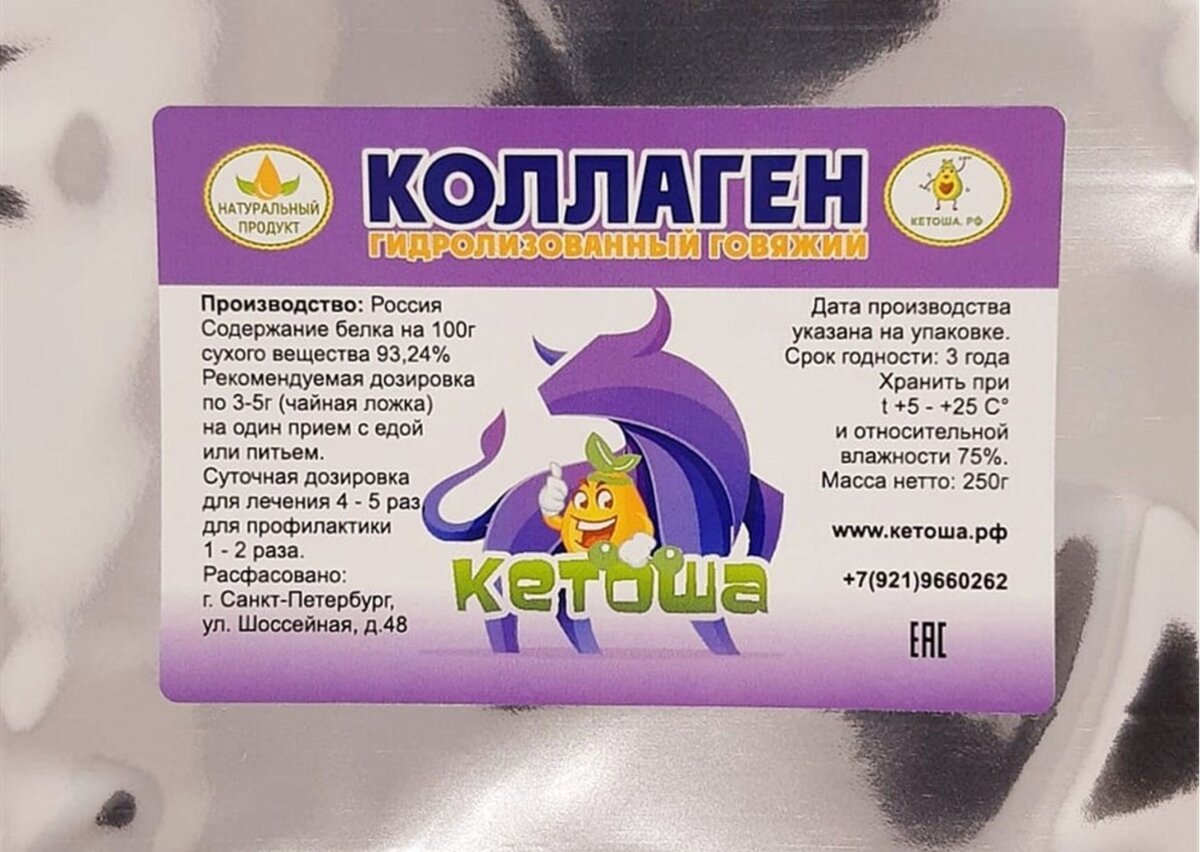 НАТУРАЛЬНЫЙ
ПРОДУКТ
КОЛЛАГЕН
ГИДРОЛИЗОВАННЫЙ ГОВЯЖИЙ
КЕТОША. РФ
Производство: Россия
Содержание белка на 100г
сухого вещества 93,24%
Рекомендуемая дозировка
по 3-5г (чайная ложка)
на один прием с едой
или питьем.
Суточная дозировка
для лечения 4 - 5 раз,
для профилактики
1 - 2 раза.
Расфасовано:
г. Санкт-Петербург,
ул. Шоссейная, д.48
кетоша
Дата производства
указана на упаковке.
Срок годности: 3 года
Хранить при
t +5 - +25 С°
и относительной
влажности 75%.
Масса нетто: 250г
www.кетоша.рф
+7(921)9660262
ЕАС